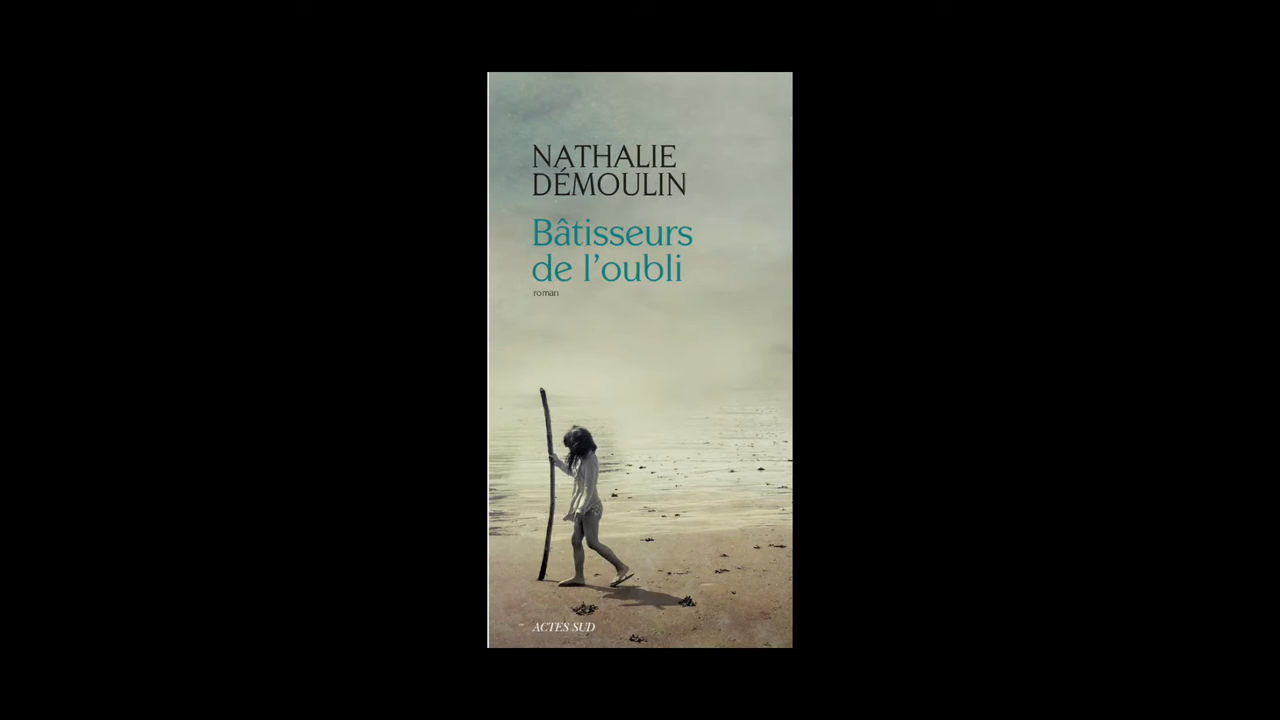 NATHALIE
DÉMOULIN
Bâtisseurs
de l'oubli
roman
ACTES SUD